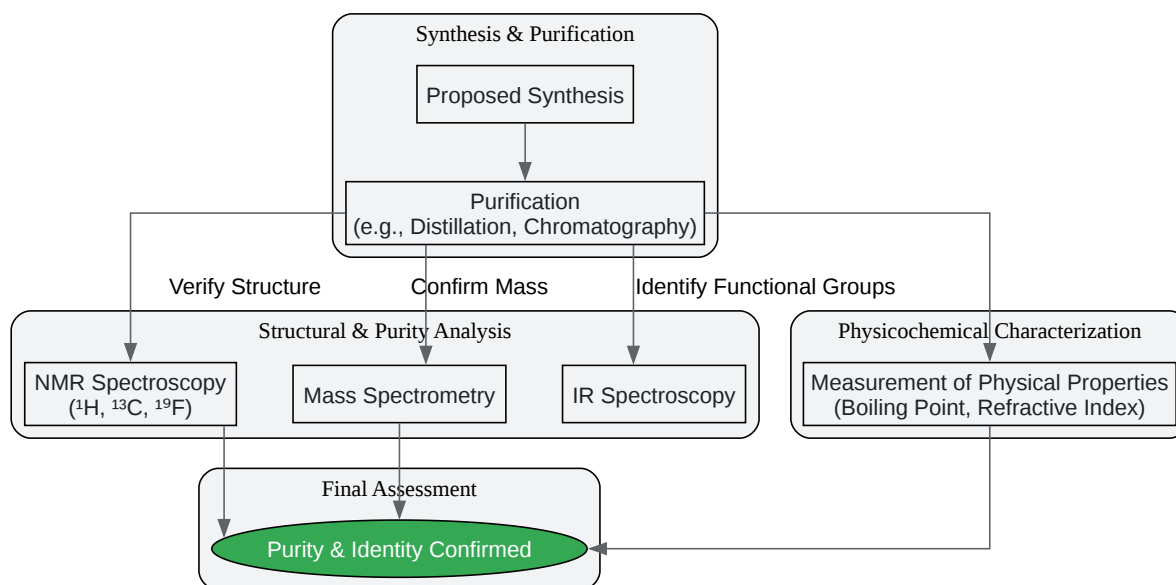 Synthesis & Purification
Proposed Synthesis
Purification
(e.g., Distillation, Chromatography)
Verify Structure
Confirm Mass
Identify Functional Groups
Structural & Purity Analysis
Physicochemical Characterization
NMR Spectroscopy
(¹H, ¹³C, ¹⁹F)
Mass Spectrometry
IR Spectroscopy
Measurement of Physical Properties
(Boiling Point, Refractive Index)
Final Assessment
Purity & Identity Confirmed